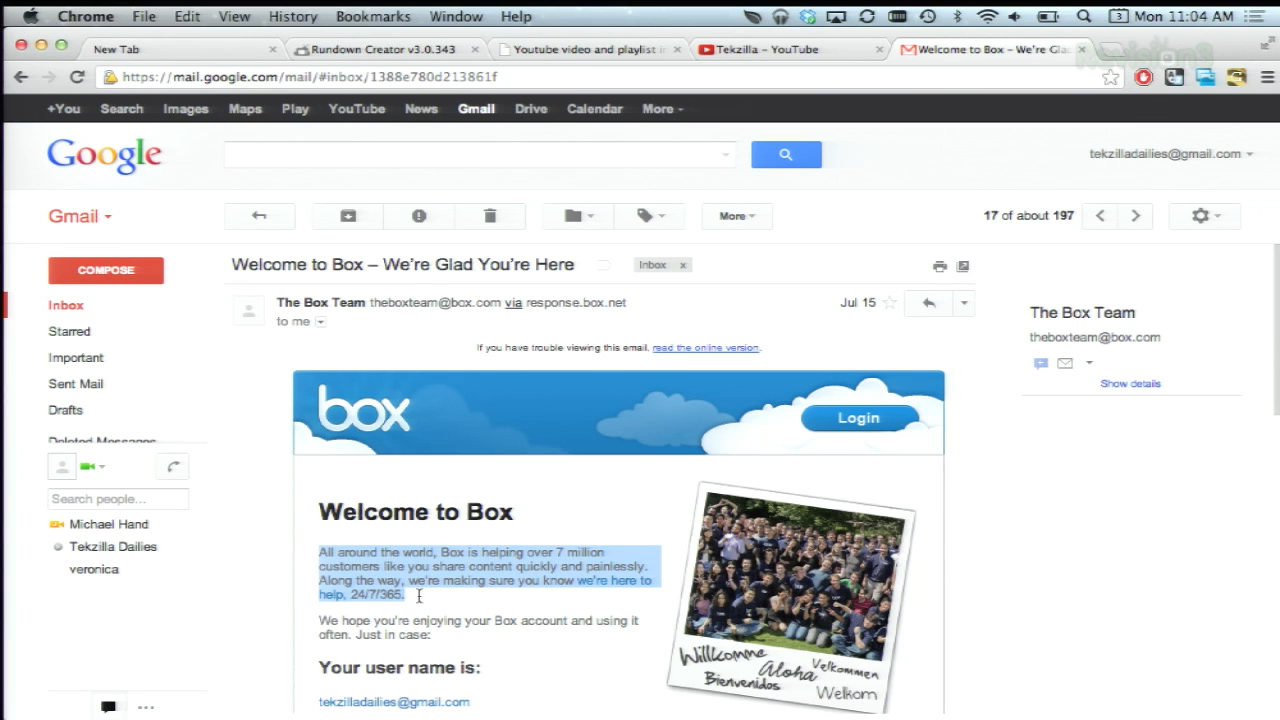 Chrome File Edit View History Bookmarks Window Help
3 Mon 11:04 AM
New Tab
Rundown Creator v3.0.343
Youtube video and playlist i
Tekzilla – YouTube
Welcome to Box – We're Gla
https://mail.google.com/mail/#inbox/1388e780d213861f
+You Search Images Maps Play YouTube News Gmail Drive Calendar More
Google
tekzilladailies@gmail.com
Gmail
More
17 of about 197
COMPOSE
Inbox
Starred
Important
Sent Mail
Drafts
Deleted Messages
Search people...
Michael Hand
Tekzilla Dailies
veronica
Welcome to Box – We're Glad You're Here
Inbox x
The Box Team theboxteam@box.com via response.box.net
Jul 15
to me
If you have trouble viewing this email, read the online version.
box
Login
Welcome to Box
All around the world, Box is helping over 7 million
customers like you share content quickly and painlessly.
Along the way, we're making sure you know we're here to
help, 24/7/365.
We hope you're enjoying your Box account and using it
often. Just in case:
Your user name is:
tekzilladailies@gmail.com
Willkomme
Aloha
Velkommen
Bienvenidos
Welkom
The Box Team
theboxteam@box.com
Show details